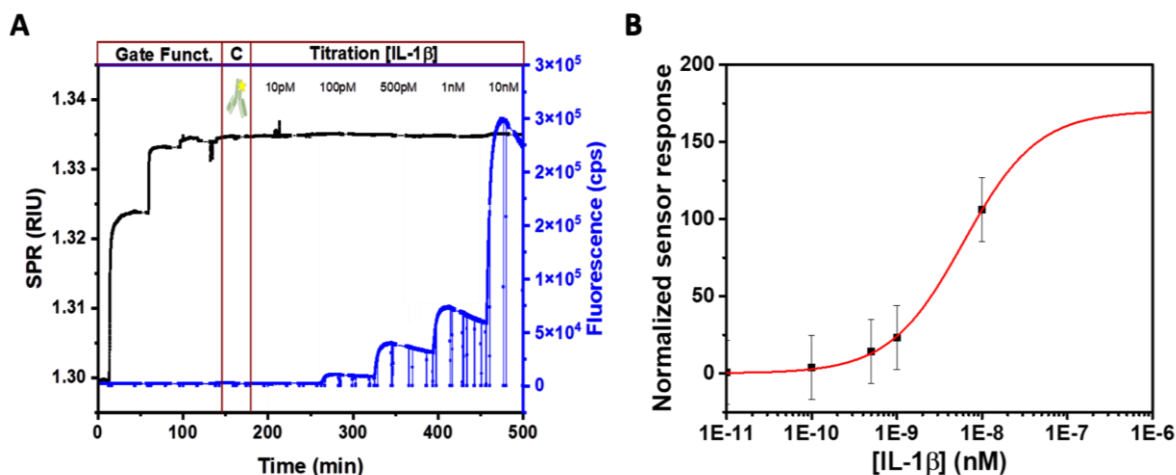 A
Gate Funct. C Titration [IL-1β]
10pM 100pM 500pM 1nM 10nM
1.34
1.33
1.32
1.31
1.30
SPR (RIU)
3×10⁵
3×10⁵
2×10⁵
2×10⁵
1×10⁵
5×10⁴
0
Fluorescence (cps)
0 100 200 300 400 500
Time (min)
B
200
150
100
50
0
Normalized sensor response
1E-11 1E-10 1E-9 1E-8 1E-7 1E-6
[IL-1β] (nM)